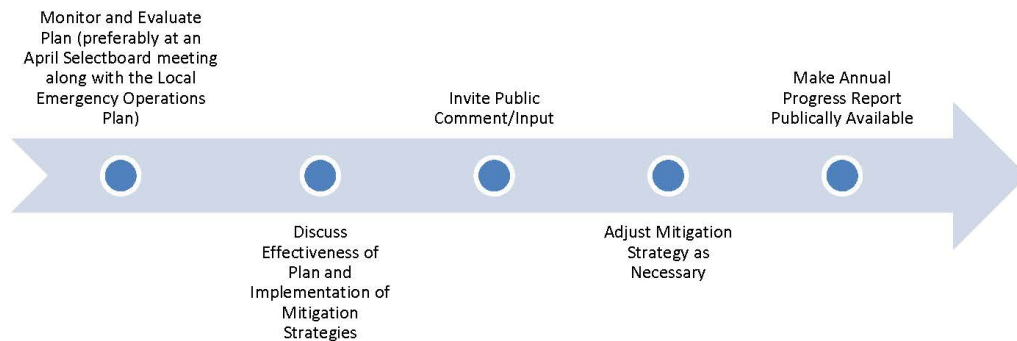 Monitor and Evaluate
Plan (preferably at an
April Selectboard meeting
along with the Local
Emergency Operations
Plan)
Discuss
Effectiveness of
Plan and
Implementation of
Mitigation
Strategies
Invite Public
Comment/Input
Adjust Mitigation
Strategy as
Necessary
Make Annual
Progress Report
Publically Available